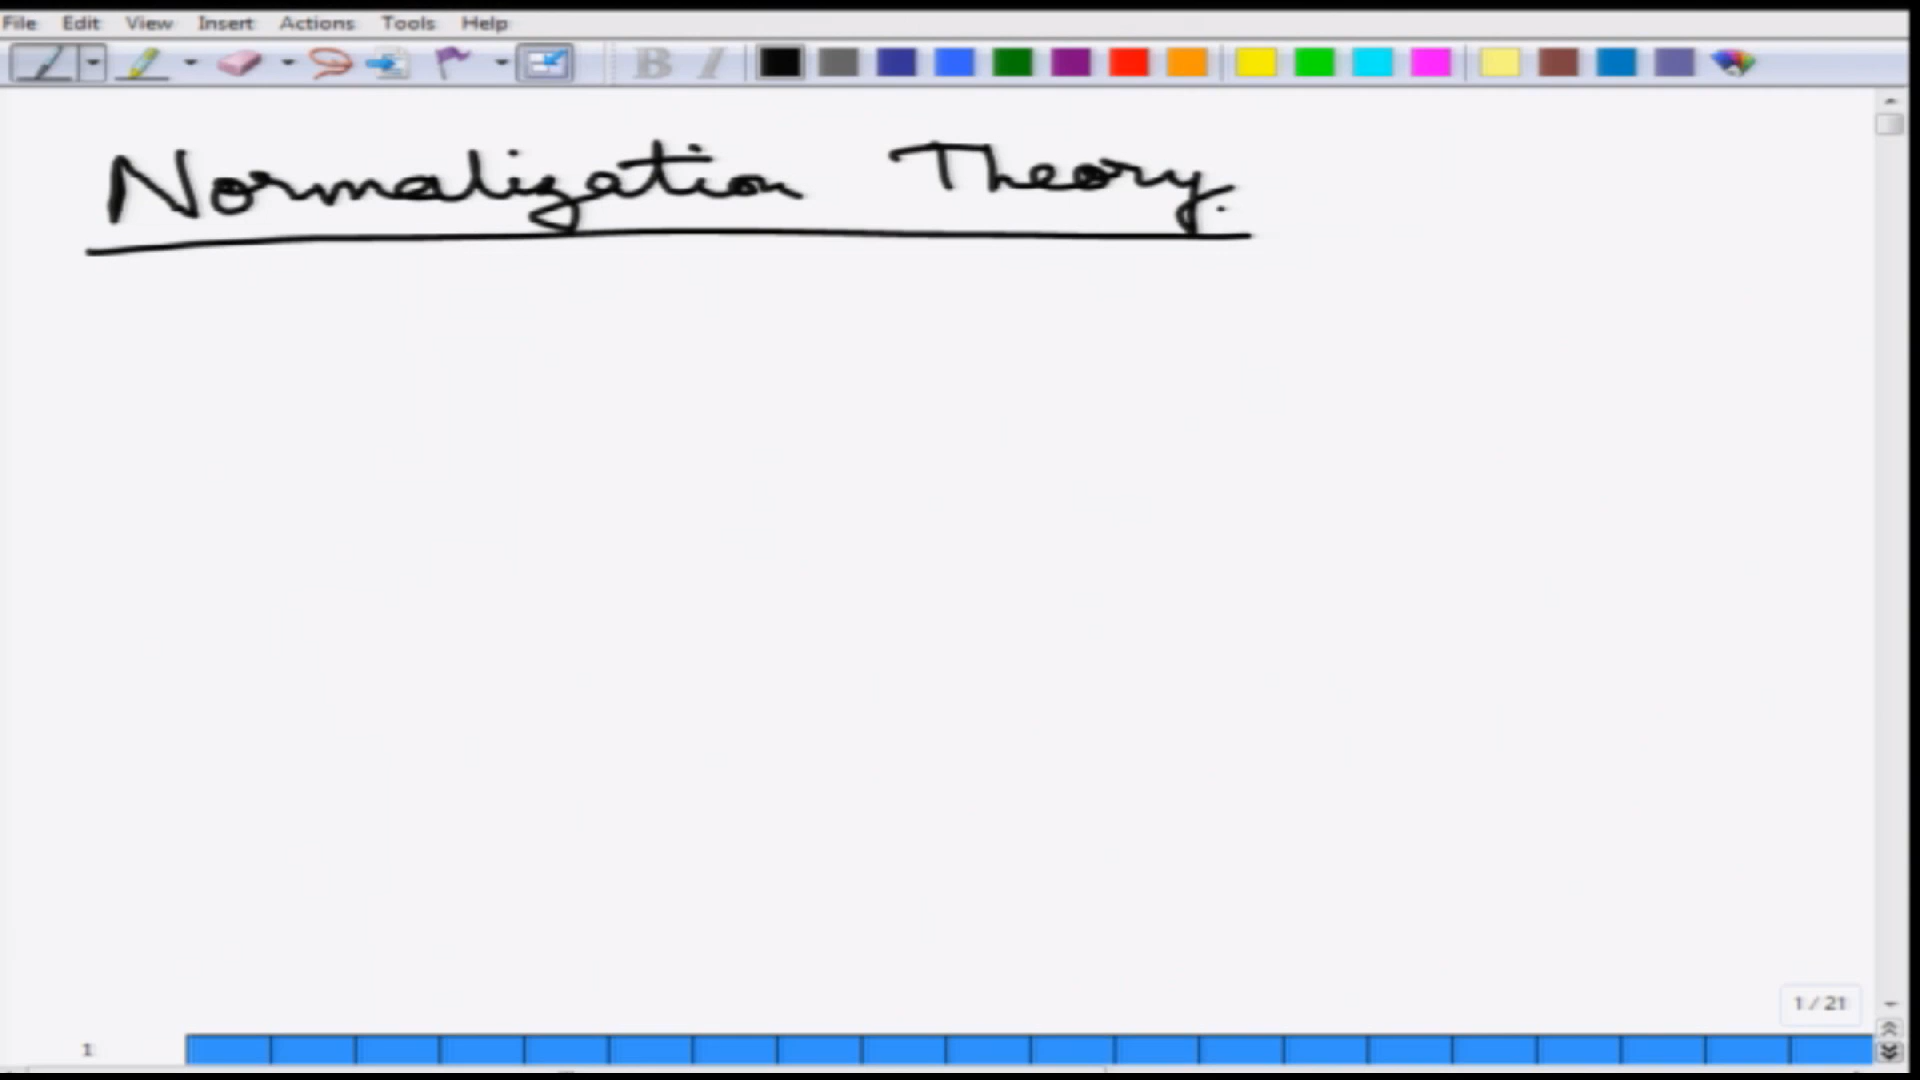 File Edit View Insert Actions Tools Help
B I
Normalization Theory.
1 / 21
1